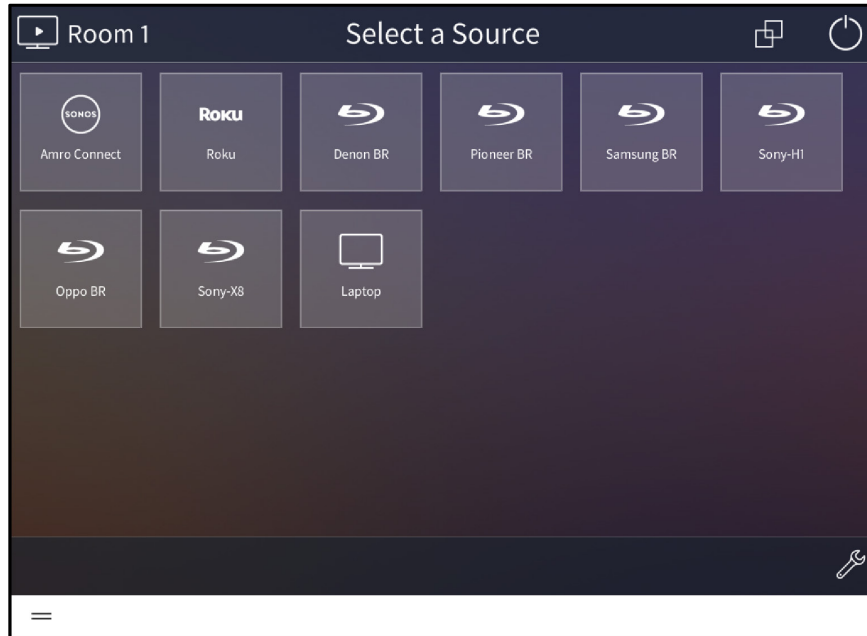 Room 1
Select a Source
SONOS
Amro Connect
Roku
Roku
Denon BR
Pioneer BR
Samsung BR
Sony-H1
Oppo BR
Sony-X8
Laptop